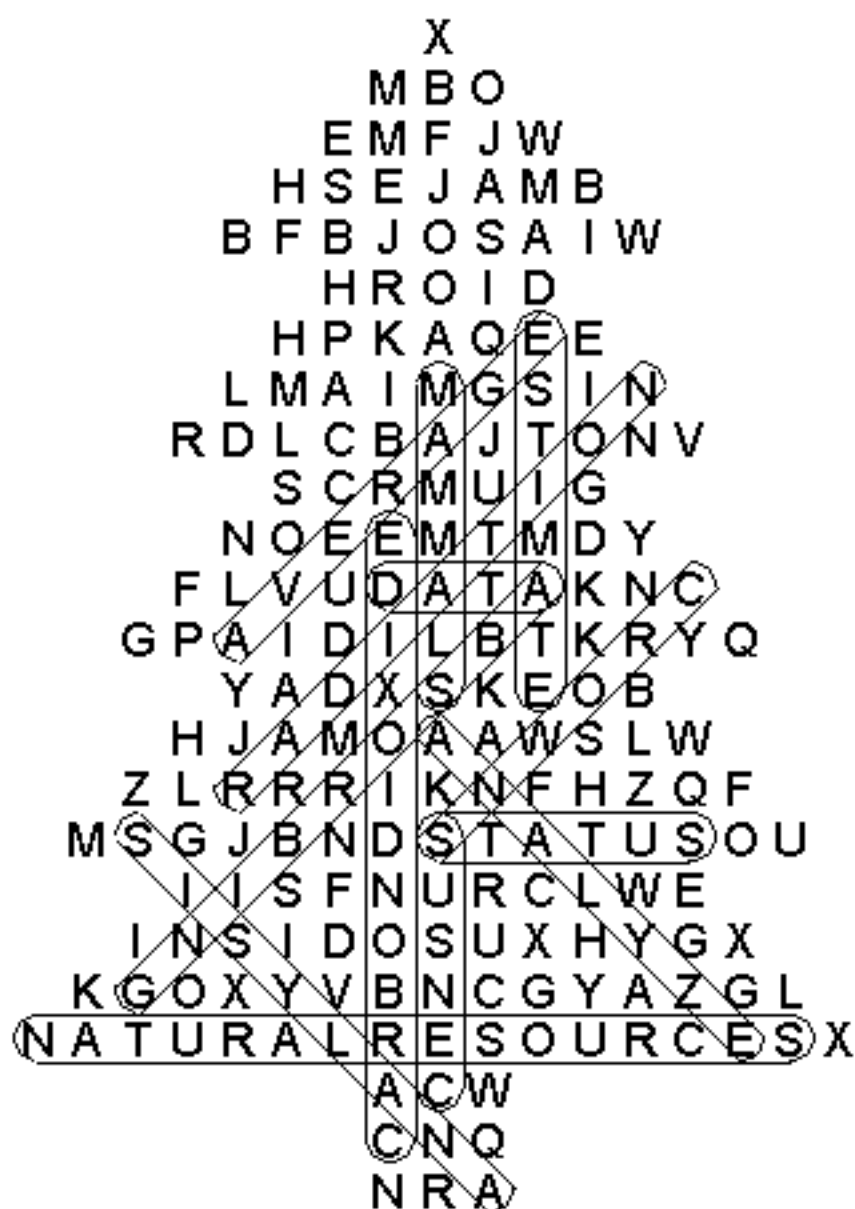 X
M B O
E M F J W
H S E J A M B
B F B J O S A I W
H R O I D
H P K A Q E E
L M A I M G S I N
R D L C B A J T O N V
S C R M U I G
N O E E M T M D Y
F L V U D A T A K N C
G P A I D I L B T K R Y Q
Y A D X S K E O B
H J A M O A A W S L W
Z L R R R I K N F H Z Q F
M S G J B N D S T A T U S O U
I I S F N U R C L W E
I N S I D O S U X H Y G X
K G O X Y V B N C G Y A Z G L
N A T U R A L R E S O U R C E S X
A C W
C N Q
N R A